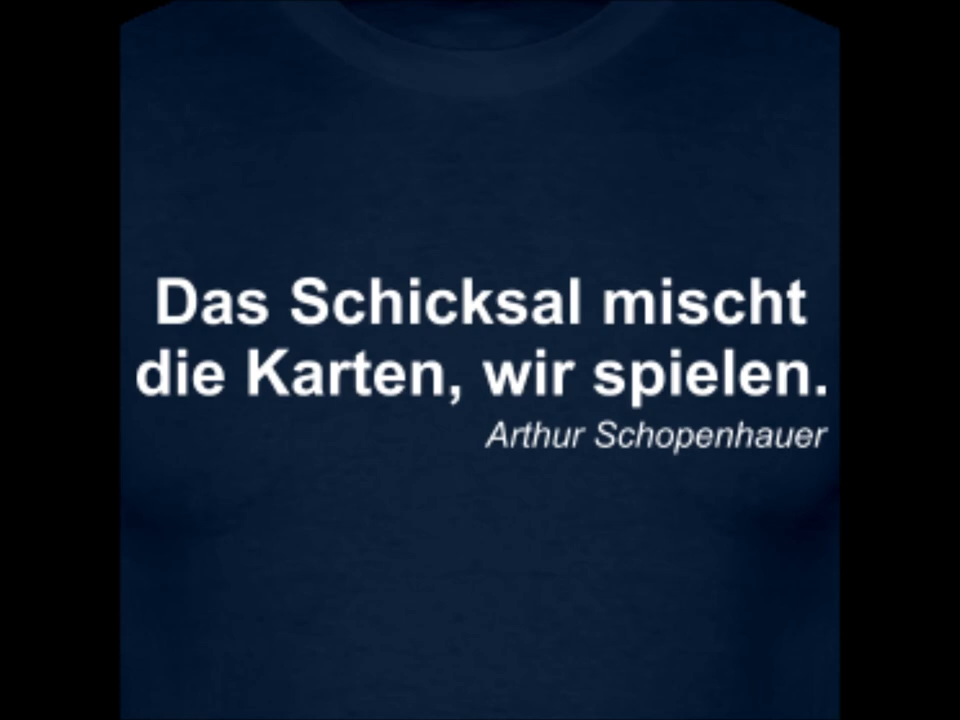 Das Schicksal mischt
die Karten, wir spielen.
Arthur Schopenhauer